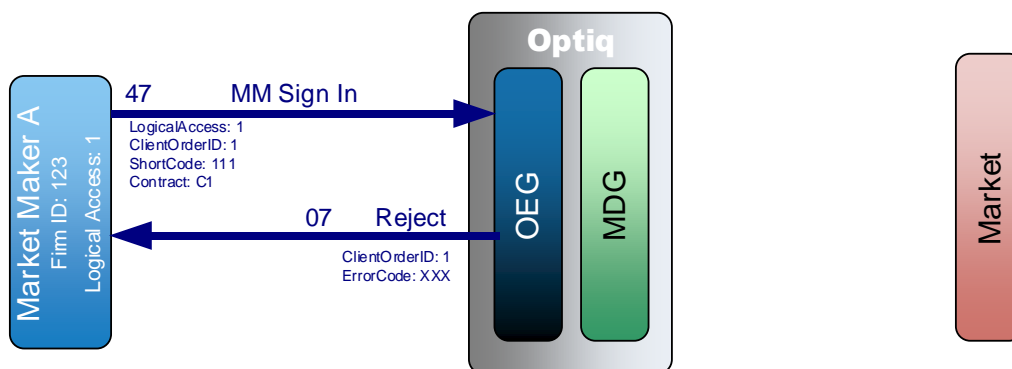 Optiq
47 MM Sign In
LogicalAccess: 1
ClientOrderID: 1
ShortCode: 111
Contract: C1
Market Maker A
Firm ID: 123
Logical Access: 1
07 Reject
ClientOrderID: 1
ErrorCode: XXX
OEG
MDG
Market